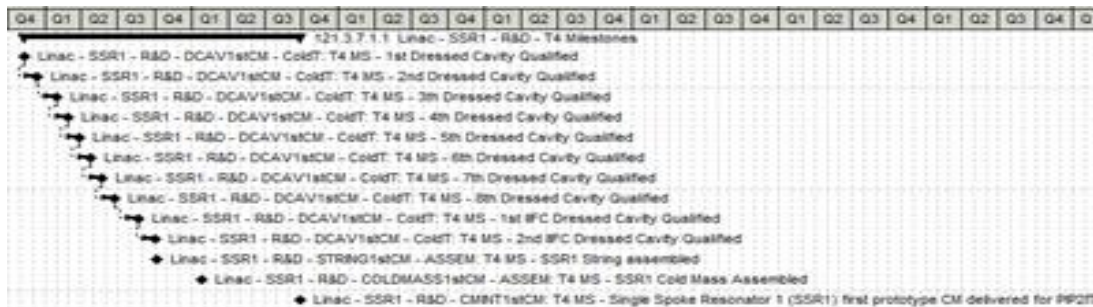 Q4 Q1 Q2 Q3 Q4 Q1 Q2 Q3 Q4 Q1 Q2 Q3 Q4 Q1 Q2 Q3 Q4 Q1 Q2 Q3 Q4 Q1 Q2 Q3 Q4 Q1 Q2 Q3 Q4 Q
121.3.7.1.1 Linac - SSR1 - R&D - T4 Milestones
Linac - SSR1 - R&D - DCAV1stCM - ColdT: T4 MS - 1st Dressed Cavity Qualified
Linac - SSR1 - R&D - DCAV1stCM - ColdT: T4 MS - 2nd Dressed Cavity Qualified
Linac - SSR1 - R&D - DCAV1stCM - ColdT: T4 MS - 3th Dressed Cavity Qualified
Linac - SSR1 - R&D - DCAV1stCM - ColdT: T4 MS - 4th Dressed Cavity Qualified
Linac - SSR1 - R&D - DCAV1stCM - ColdT: T4 MS - 5th Dressed Cavity Qualified
Linac - SSR1 - R&D - DCAV1stCM - ColdT: T4 MS - 6th Dressed Cavity Qualified
Linac - SSR1 - R&D - DCAV1stCM - ColdT: T4 MS - 7th Dressed Cavity Qualified
Linac - SSR1 - R&D - DCAV1stCM - ColdT: T4 MS - 8th Dressed Cavity Qualified
Linac - SSR1 - R&D - DCAV1stCM - ColdT: T4 MS - 1st IIFC Dressed Cavity Qualified
Linac - SSR1 - R&D - DCAV1stCM - ColdT: T4 MS - 2nd IIFC Dressed Cavity Qualified
Linac - SSR1 - R&D - STRING1stCM - ASSEM: T4 MS - SSR1 String assembled
Linac - SSR1 - R&D - COLDMASS1stCM - ASSEM: T4 MS - SSR1 Cold Mass Assembled
Linac - SSR1 - R&D - CMINT1stCM: T4 MS - Single Spoke Resonator 1 (SSR1) first prototype CM delivered for PIP2IT